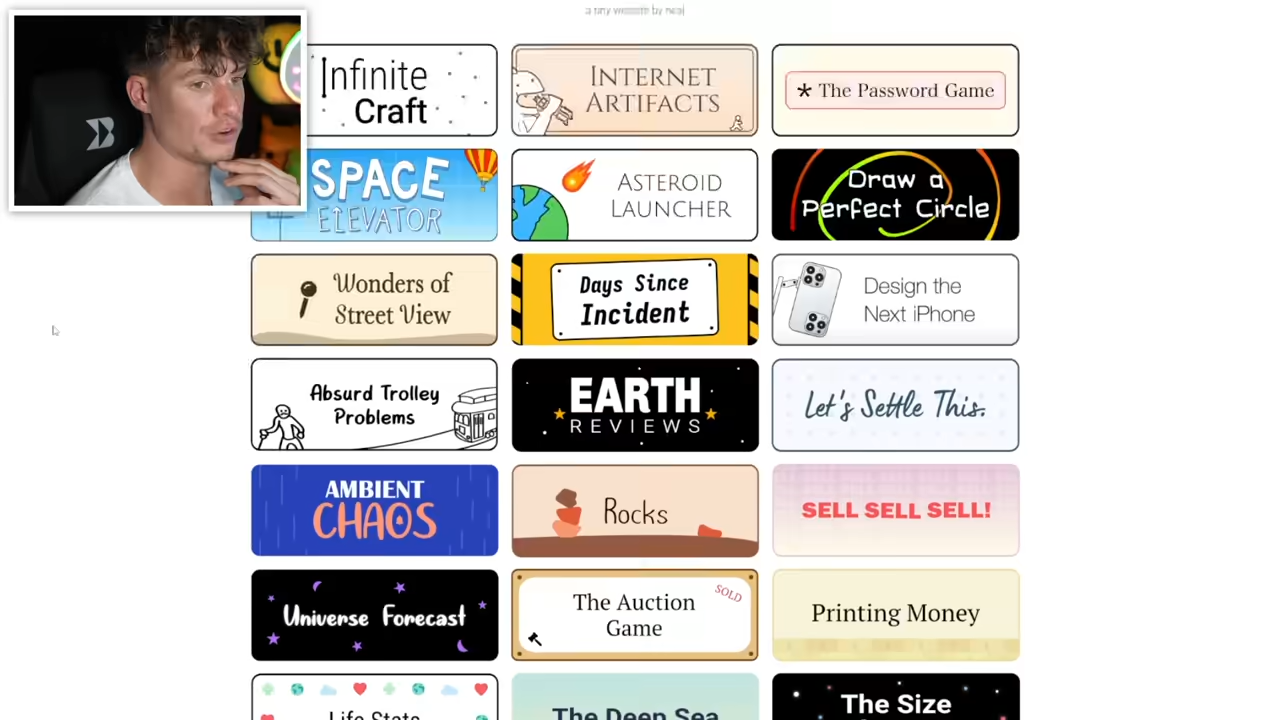 a tiny website by neal
Infinite
Craft
INTERNET
ARTIFACTS
* The Password Game
SPACE
ELEVATOR
ASTEROID
LAUNCHER
Draw a
Perfect Circle
Wonders of
Street View
Days Since
Incident
Design the
Next iPhone
Absurd Trolley
Problems
EARTH
REVIEWS
Let's Settle This.
AMBIENT
CHAOS
Rocks
SELL SELL SELL!
Universe Forecast
The Auction
Game
SOLD
Printing Money
Life Stats
The Deep Sea
The Size